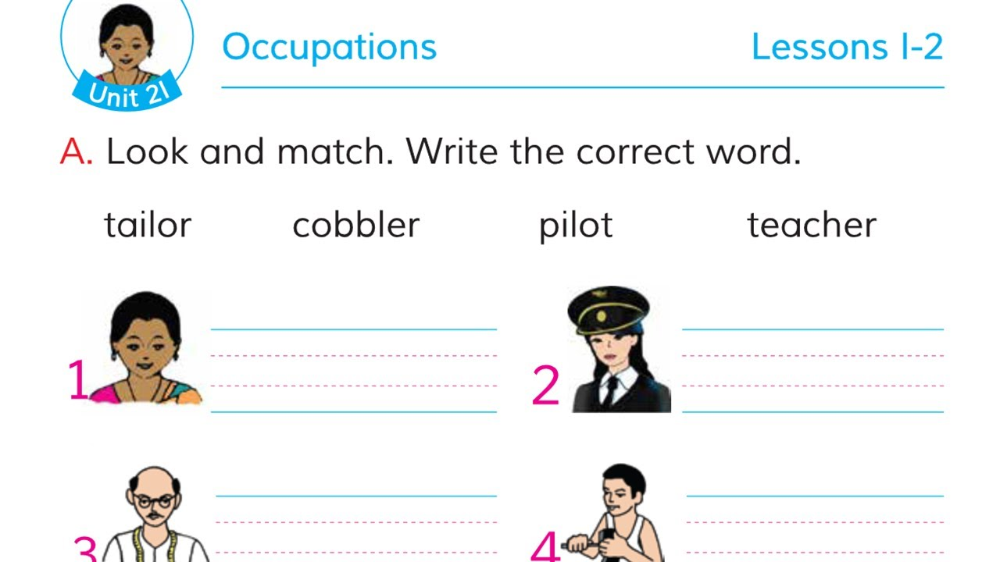 Occupations Lessons 1-2
Unit 21
A. Look and match. Write the correct word.
tailor cobbler pilot teacher
1 2
3 4